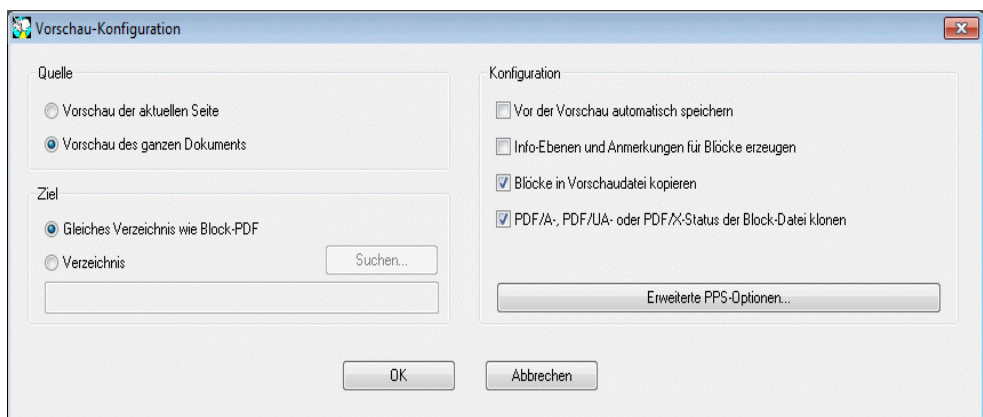 Vorschau-Konfiguration
Quelle
Vorschau der aktuellen Seite
Vorschau des ganzen Dokuments
Ziel
Gleiches Verzeichnis wie Block-PDF
Verzeichnis
Suchen...
Konfiguration
Vor der Vorschau automatisch speichern
Info-Ebenen und Anmerkungen für Blöcke erzeugen
Blöcke in Vorschaudatei kopieren
PDF/A-, PDF/UA- oder PDF/X-Status der Block-Datei klonen
Erweiterte PPS-Optionen...
OK
Abbrechen